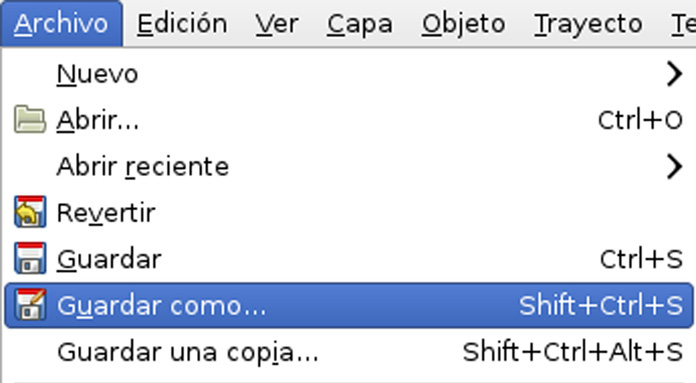 Archivo Edición Ver Capa Objeto Trayecto Te
Nuevo
Abrir... Ctrl+O
Abrir reciente
Revertir
Guardar Ctrl+S
Guardar como... Shift+Ctrl+S
Guardar una copia... Shift+Ctrl+Alt+S